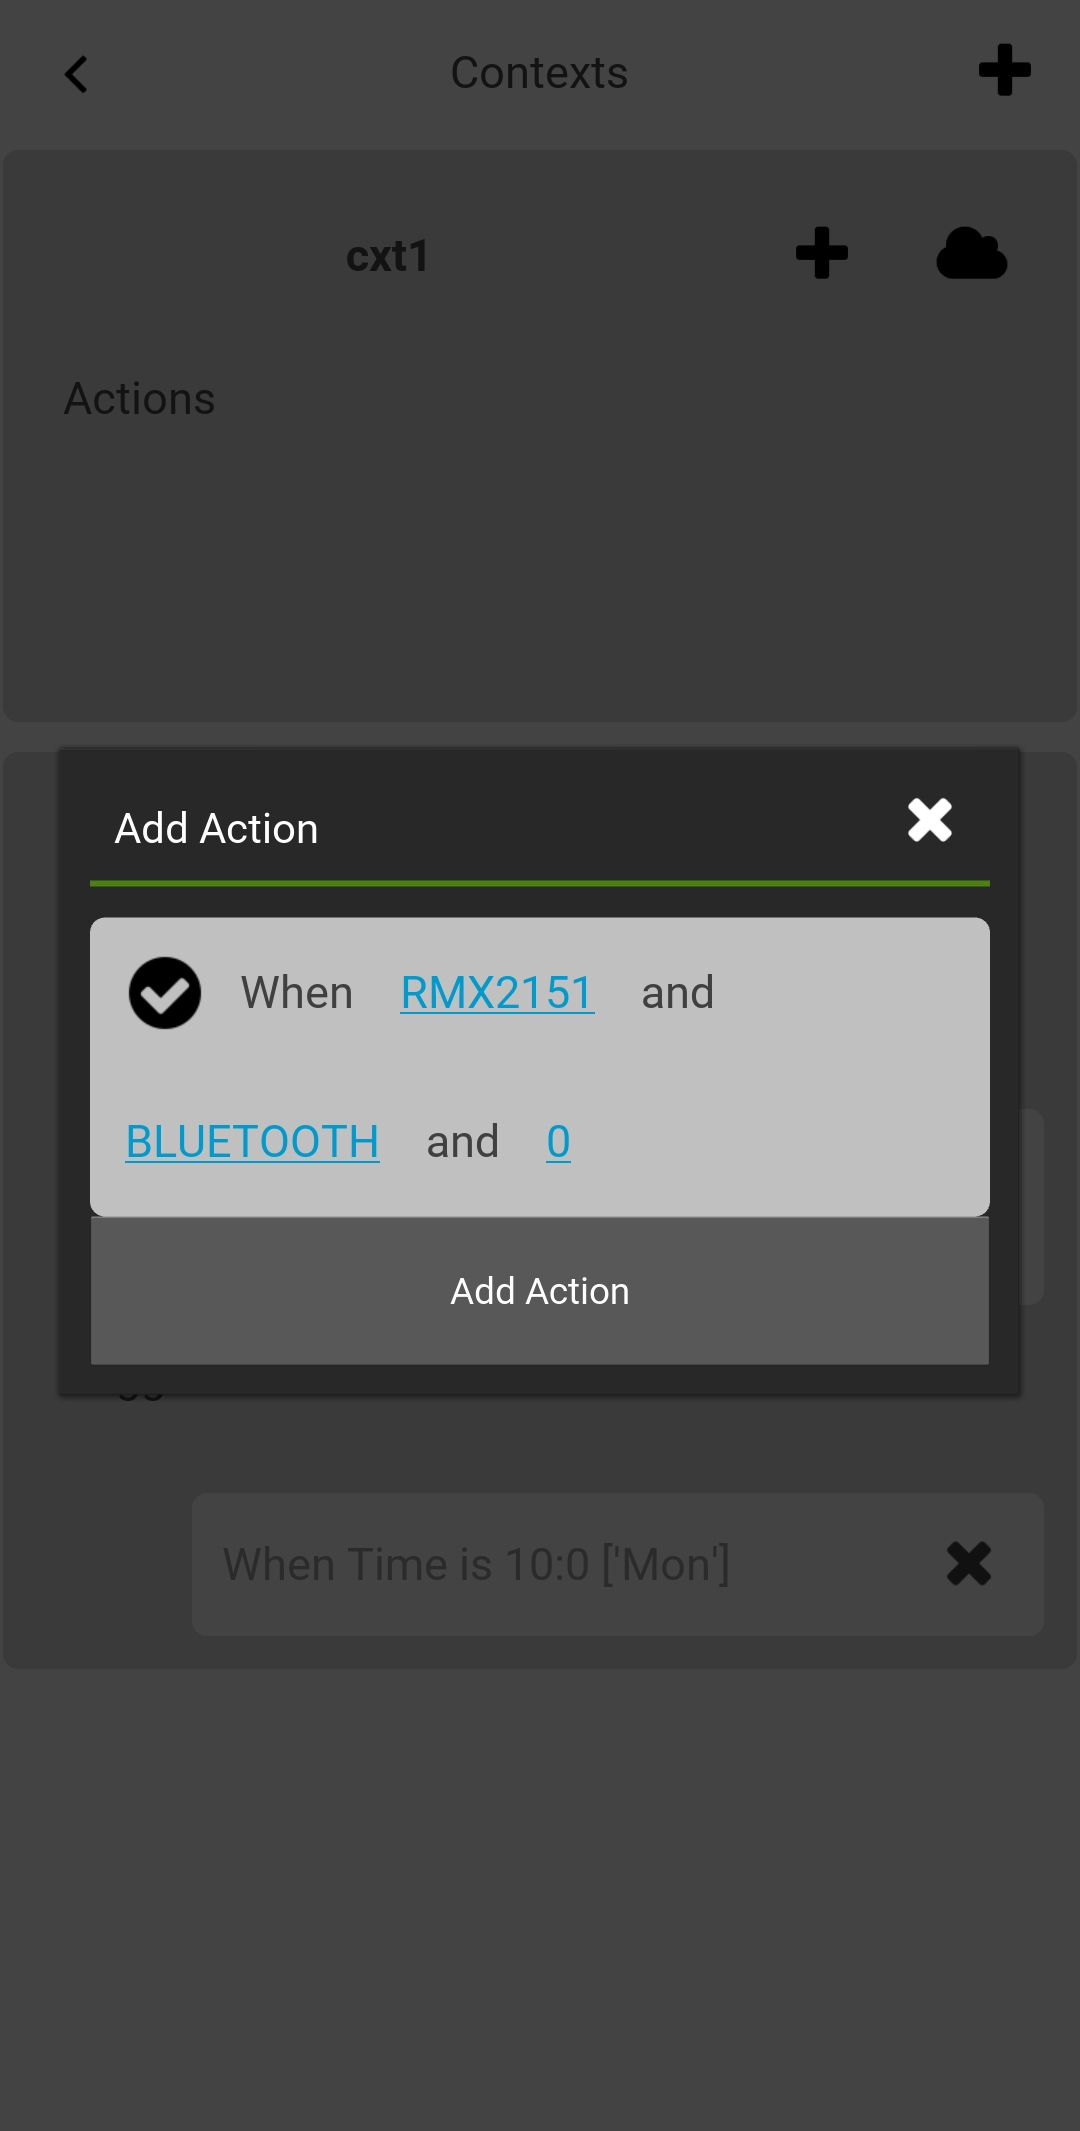 Contexts
cxt1
Actions
Add Action
When RMX2151 and
BLUETOOTH and 0
Add Action
When Time is 10:0 ['Mon']